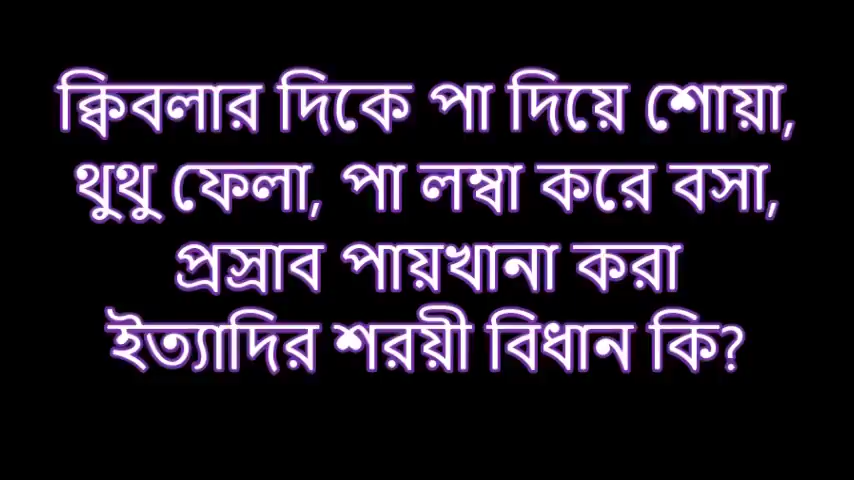 ক্বিবলার দিকে পা দিয়ে শোয়া,
থুথু ফেলা, পা লম্বা করে বসা,
প্রস্রাব পায়খানা করা
ইত্যাদির শরয়ী বিধান কি?